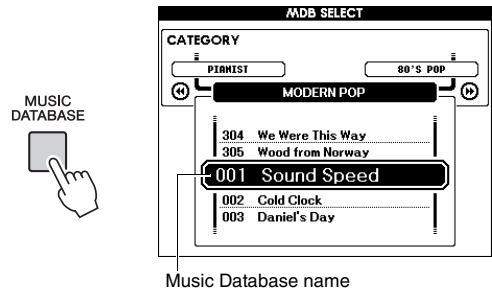 MDB SELECT
CATEGORY
PIANIST
80'S POP
MODERN POP
MUSIC
DATABASE
304 We Were This Way
305 Wood from Norway
001 Sound Speed
002 Cold Clock
003 Daniel's Day
Music Database name